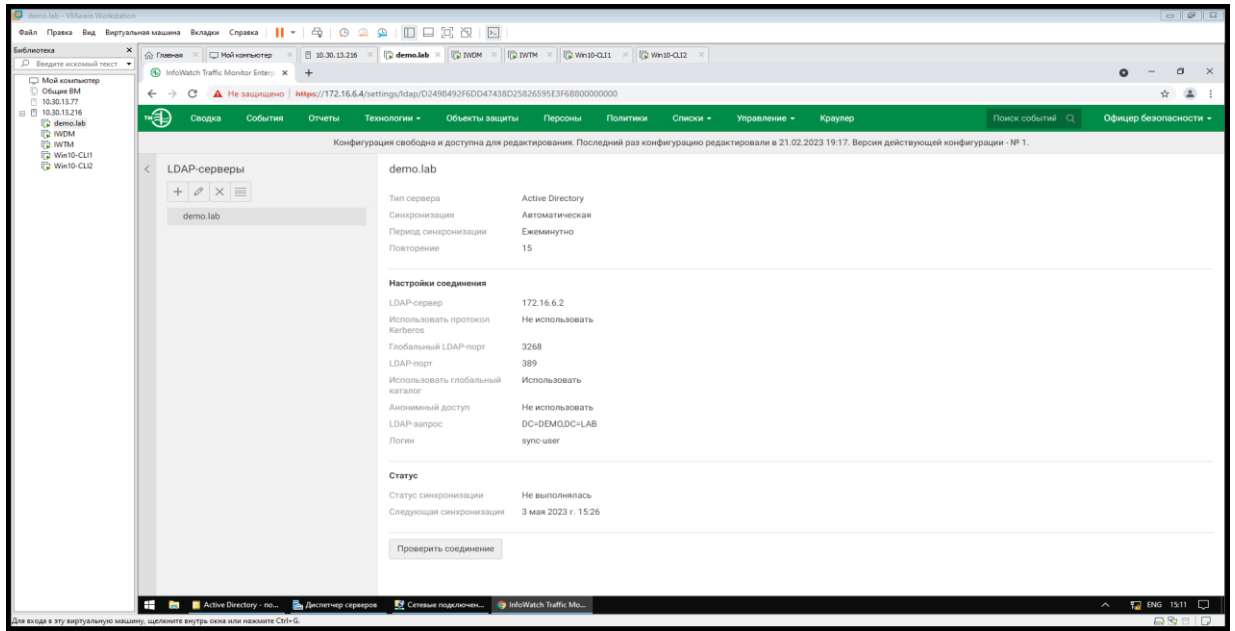 demo.lab - VMware Workstation
Файл Правка Вид Виртуальная машина Вкладки Справка
Библиотека
Введите искомый текст
Мой компьютер
Общие ВМ
10.30.13.77
10.30.13.216
demo.lab
IWDM
IWTM
Win10-CLI1
Win10-CLI2
Главная Мой компьютер 10.30.13.216 demo.lab IWDM IWTM Win10-CLI1 Win10-CLI2
InfoWatch Traffic Monitor Enterp
Не защищено https://172.16.6.4/settings/ldap/D2498492F6DD47438D25826595E3F68800000000
Сводка События Отчеты Технологии Объекты защиты Персоны Политики Списки Управление Краулер Поиск событий Офицер безопасности
Конфигурация свободна и доступна для редактирования. Последний раз конфигурацию редактировали в 21.02.2023 19:17. Версия действующей конфигурации - № 1.
LDAP-серверы
demo.lab
demo.lab
Тип сервера Active Directory
Синхронизация Автоматическая
Период синхронизации Ежеминутно
Повторение 15
Настройки соединения
LDAP-сервер 172.16.6.2
Использовать протокол Kerberos Не использовать
Глобальный LDAP-порт 3268
LDAP-порт 389
Использовать глобальный каталог Использовать
Анонимный доступ Не использовать
LDAP-запрос DC=DEMO,DC=LAB
Логин sync-user
Статус
Статус синхронизации Не выполнялась
Следующая синхронизация 3 мая 2023 г. 15:26
Проверить соединение
Active Directory - по... Диспетчер серверов Сетевые подключен... InfoWatch Traffic Mo... ENG 15:11
Для входа в эту виртуальную машину, щелкните внутрь окна или нажмите Ctrl+G.